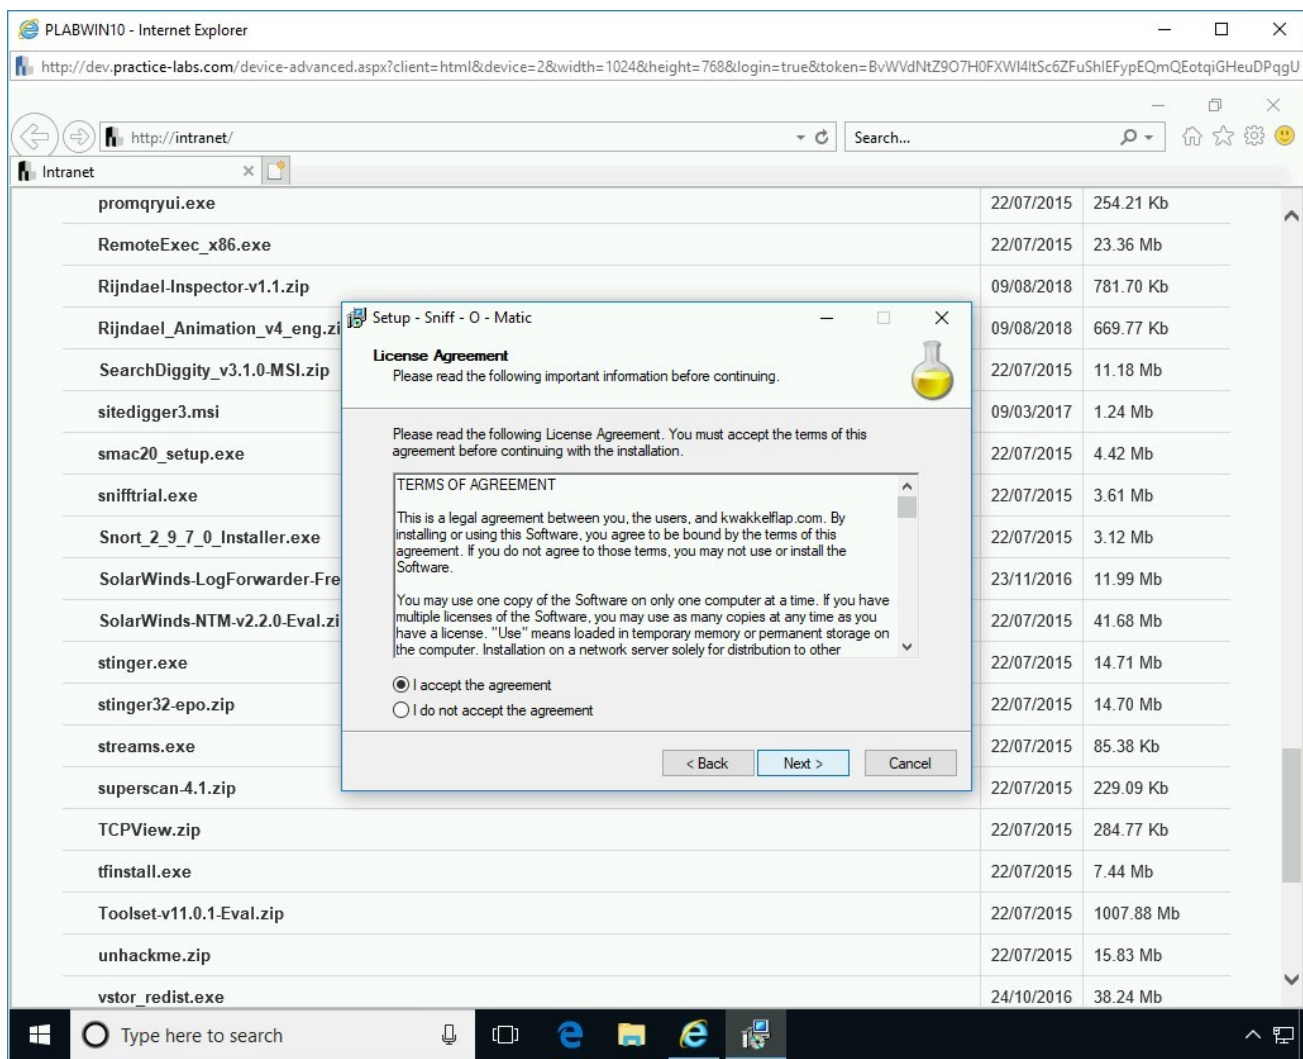 PLABWIN10 - Internet Explorer
http://dev.practice-labs.com/device-advanced.aspx?client=html&device=2&width=1024&height=768&login=true&token=
http://intranet/
Search...
Intranet
promqryui.exe 22/07/2015 254.21 Kb
RemoteExec_x86.exe 22/07/2015 23.36 Mb
Rijndael-Inspector-v1.1.zip 09/08/2018 781.70 Kb
Rijndael_Animation_v4_eng.zi 09/08/2018 669.77 Kb
SearchDiggity_v3.1.0-MSI.zip 22/07/2015 11.18 Mb
sitedigger3.msi 09/03/2017 1.24 Mb
smac20_setup.exe 22/07/2015 4.42 Mb
snifftrial.exe 22/07/2015 3.61 Mb
Snort_2_9_7_0_Installer.exe 22/07/2015 3.12 Mb
SolarWinds-LogForwarder-Fre 23/11/2016 11.99 Mb
SolarWinds-NTM-v2.2.0-Eval.zi 22/07/2015 41.68 Mb
stinger.exe 22/07/2015 14.71 Mb
stinger32-epo.zip 22/07/2015 14.70 Mb
streams.exe 22/07/2015 85.38 Kb
superscan-4.1.zip 22/07/2015 229.09 Kb
TCPView.zip 22/07/2015 284.77 Kb
tfinstall.exe 22/07/2015 7.44 Mb
Toolset-v11.0.1-Eval.zip 22/07/2015 1007.88 Mb
unhackme.zip 22/07/2015 15.83 Mb
vstor_redist.exe 24/10/2016 38.24 Mb
Setup - Sniff - O - Matic
License Agreement
Please read the following important information before continuing.
Please read the following License Agreement. You must accept the terms of this
agreement before continuing with the installation.
TERMS OF AGREEMENT
This is a legal agreement between you, the users, and kwakkelflap.com. By
installing or using this Software, you agree to be bound by the terms of this
agreement. If you do not agree to those terms, you may not use or install the
Software.
You may use one copy of the Software on only one computer at a time. If you have
multiple licenses of the Software, you may use as many copies at any time as you
have a license. "Use" means loaded in temporary memory or permanent storage on
the computer. Installation on a network server solely for distribution to other
I accept the agreement
I do not accept the agreement
< Back Next > Cancel
Type here to search